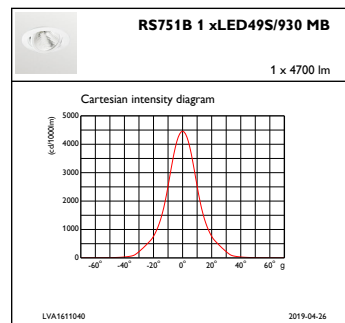 RS751B 1 xLED49S/930 MB
1 x 4700 lm
Cartesian intensity diagram
(cd/1000lm)
5000
4000
3000
2000
1000
0
-60° -40° -20° 0° 20° 40° 60° g
LVA1611040 2019-04-26